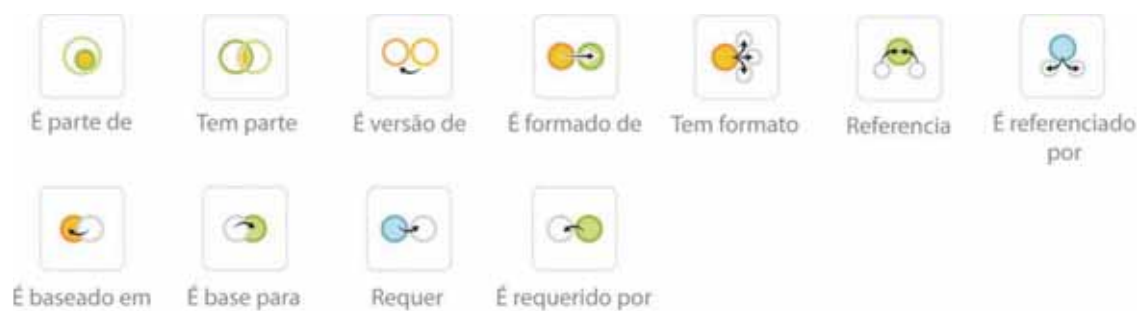 É parte de
Tem parte
É versão de
É formado de
Tem formato
Referencia
É referenciado
por
É baseado em
É base para
Requer
É requerido por